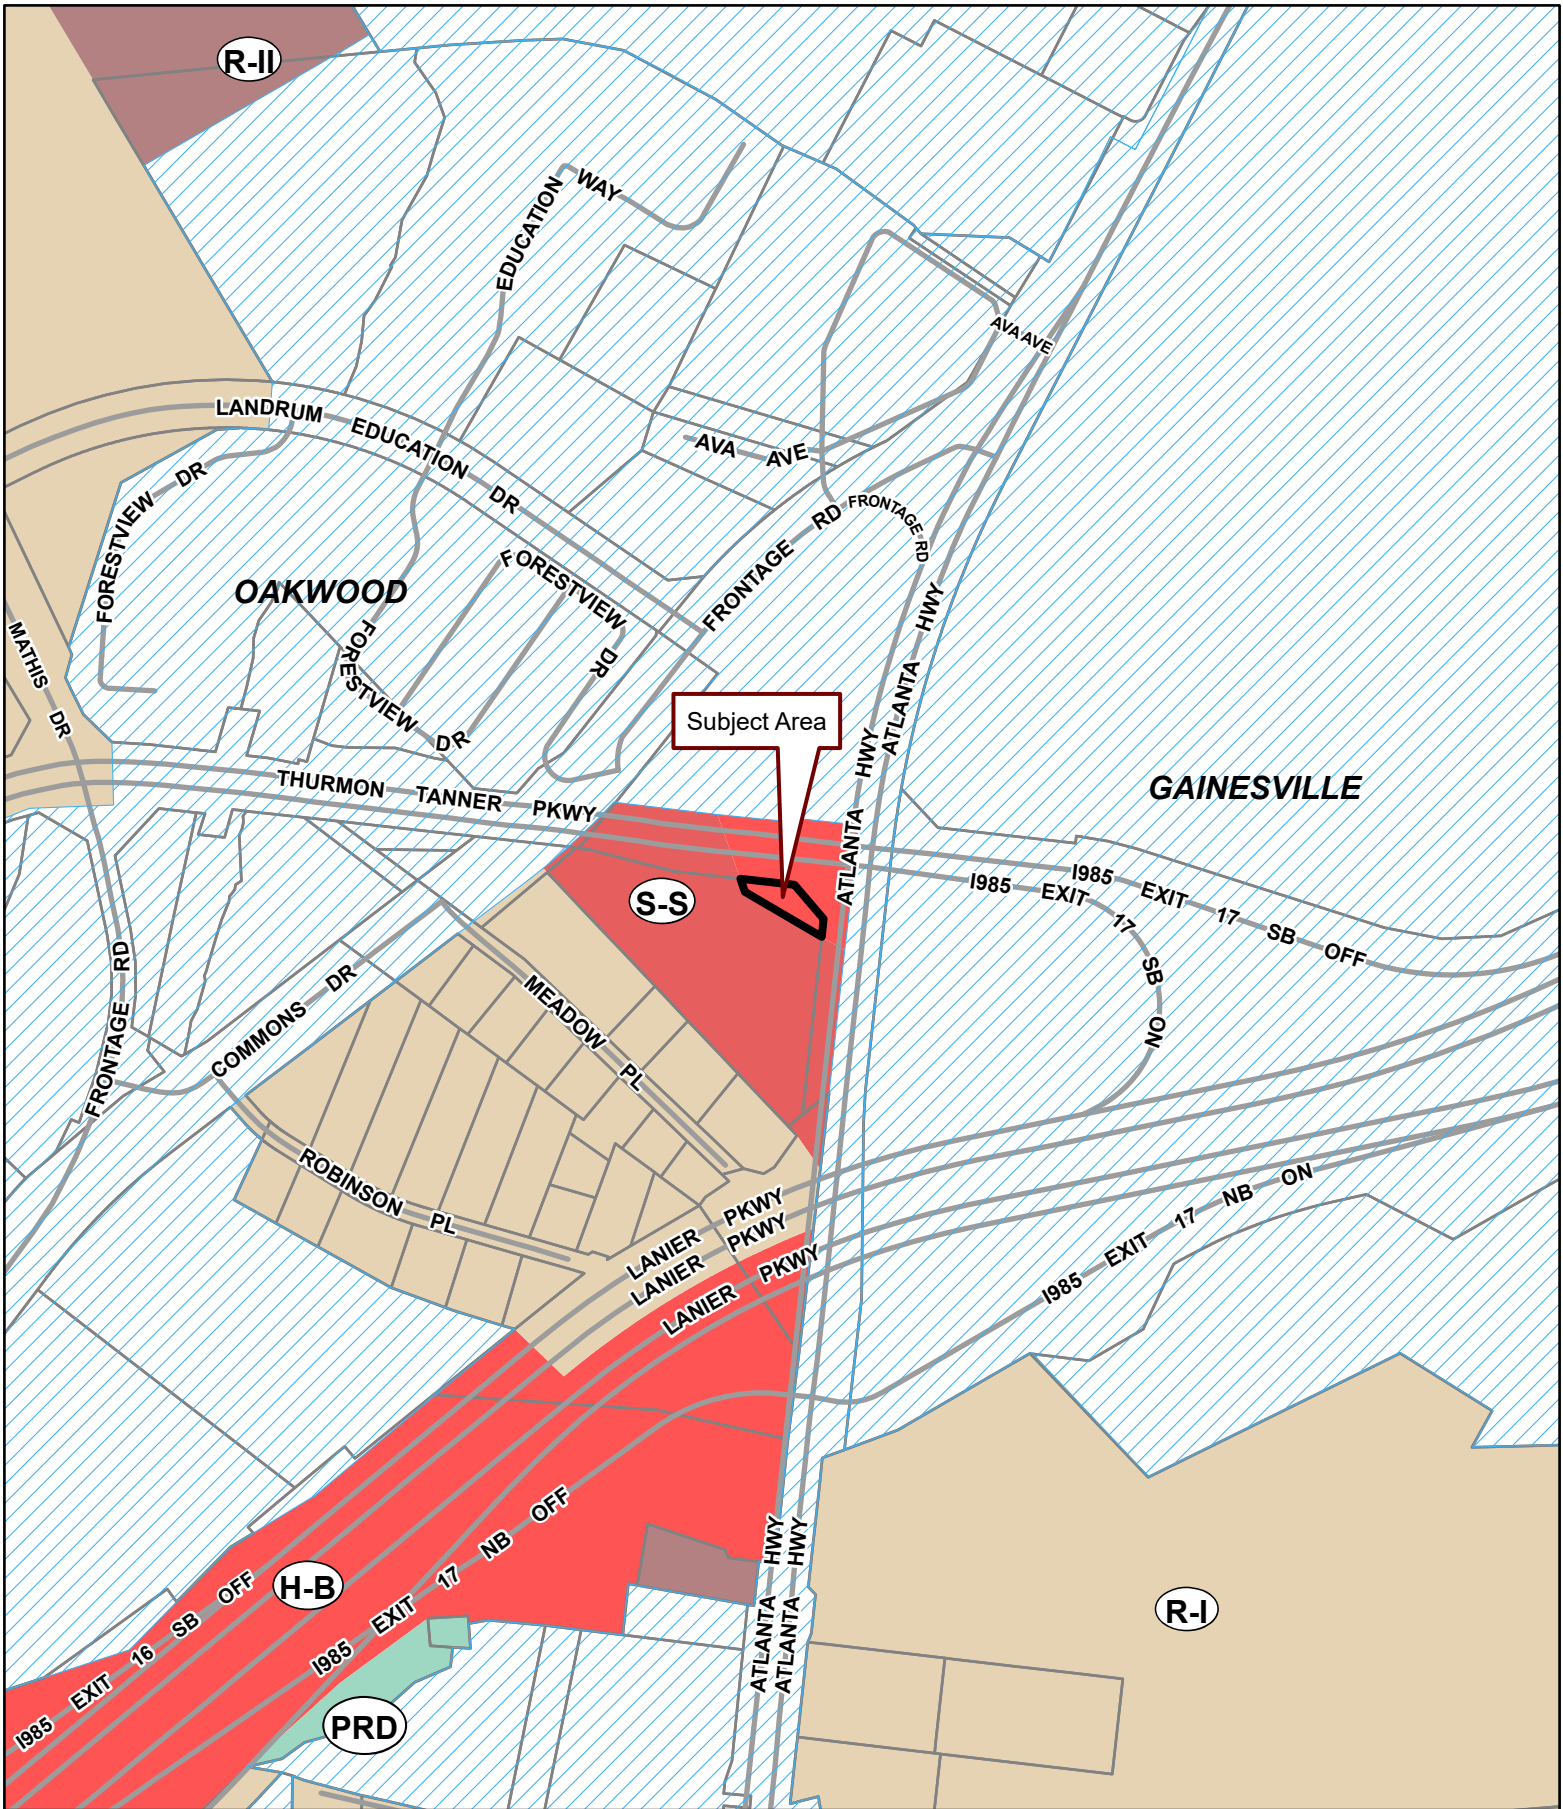 R-II
EDUCATION WAY
AVA AVE
LANDRUM EDUCATION DR
AVA AVE
FORESTVIEW DR
FRONTAGE RD
FRONTAGE RD
FORESTVIEW DR
OAKWOOD
FORESTVIEW DR
MATHIS DR
ATLANTA HWY
ATLANTA HWY
Subject Area
GAINESVILLE
THURMON TANNER PKWY
ATLANTA
S-S
I985 EXIT 17 SB OFF
I985 EXIT 17 SB ON
FRONTAGE RD
COMMONS DR
MEADOW PL
ROBINSON PL
LANIER PKWY
LANIER PKWY
LANIER PKWY
I985 EXIT 17 NB ON
ATLANTA HWY
ATLANTA HWY
I985 EXIT 17 NB OFF
H-B
I985 EXIT 16 SB OFF
R-I
PRD